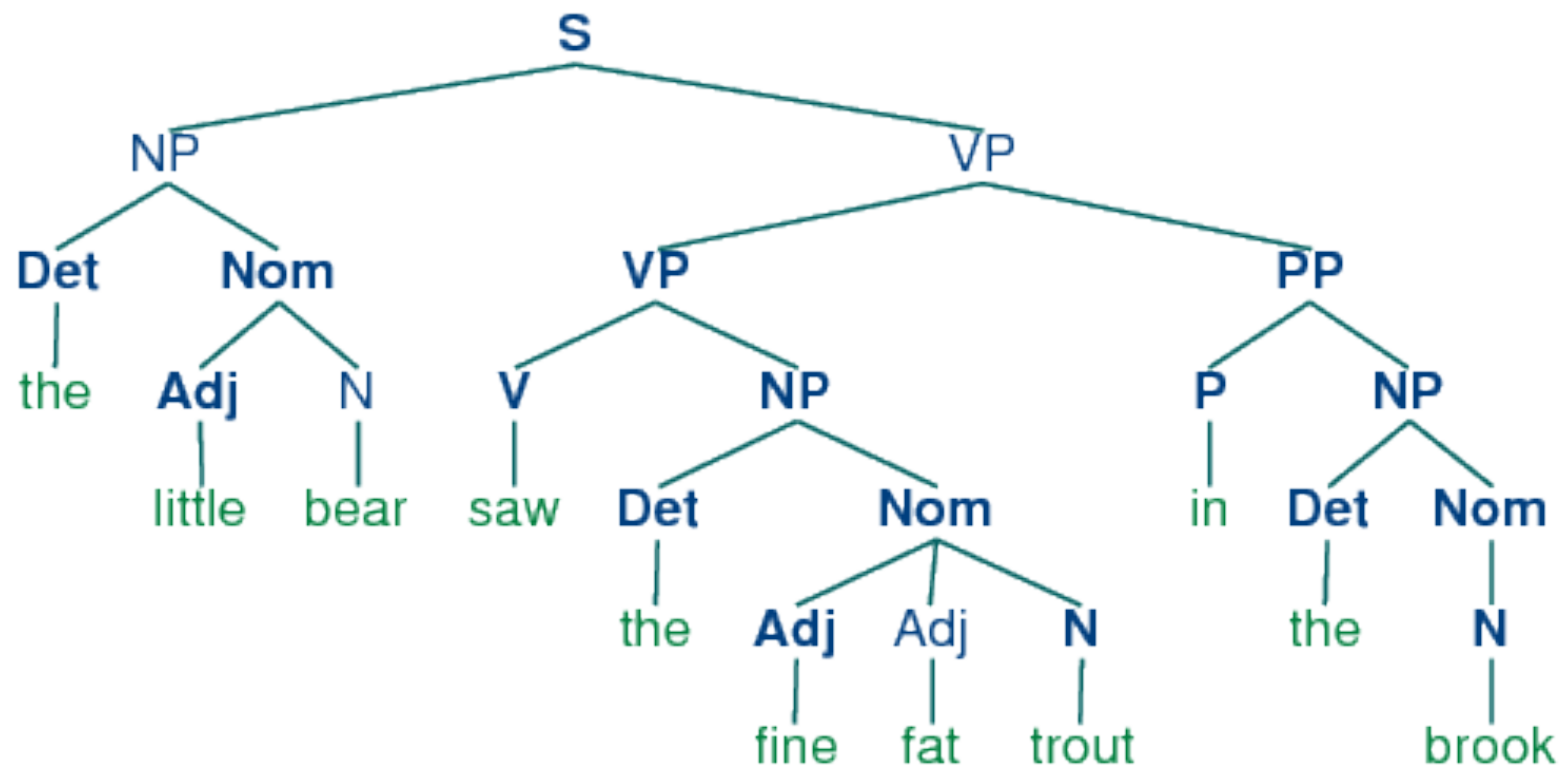 S
NP VP
Det Nom VP PP
the Adj N V NP P NP
little bear saw Det Nom in Det Nom
the Adj Adj N the N
fine fat trout brook